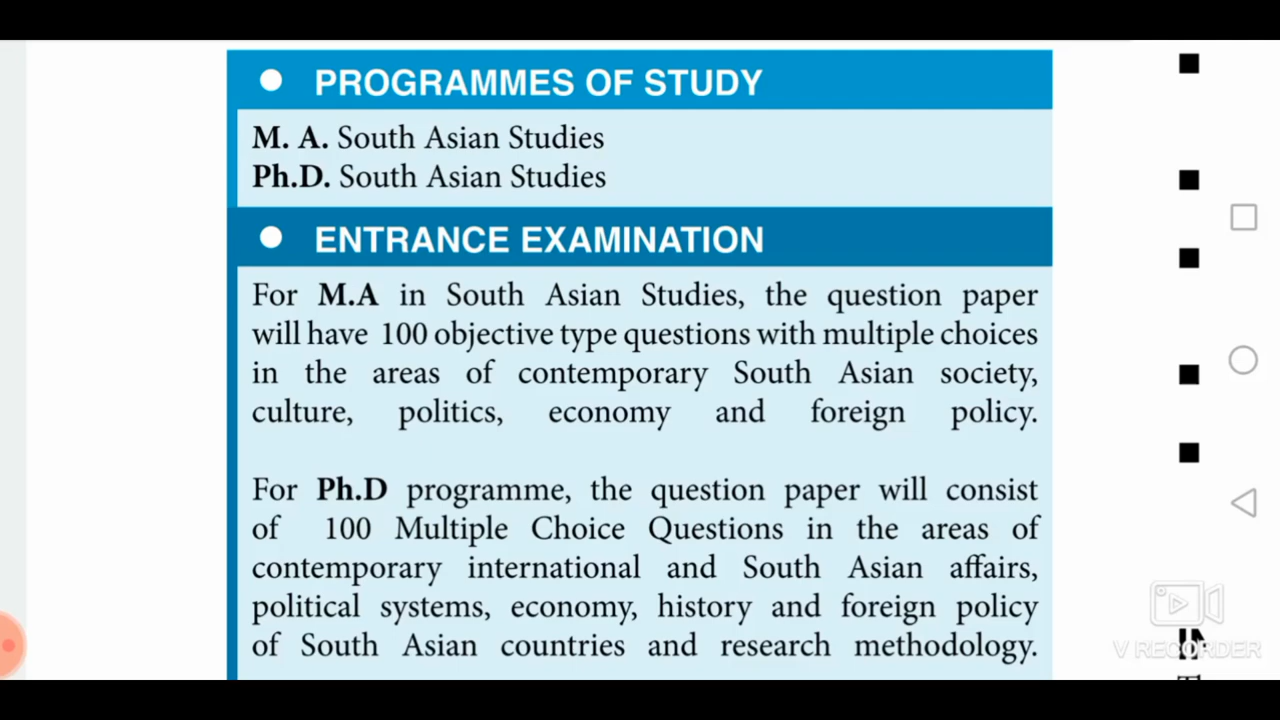 PROGRAMMES OF STUDY
M. A. South Asian Studies
Ph.D. South Asian Studies
ENTRANCE EXAMINATION
For M.A in South Asian Studies, the question paper
will have 100 objective type questions with multiple choices
in the areas of contemporary South Asian society,
culture, politics, economy and foreign policy.
For Ph.D programme, the question paper will consist
of 100 Multiple Choice Questions in the areas of
contemporary international and South Asian affairs,
political systems, economy, history and foreign policy
of South Asian countries and research methodology.
V RECORDER